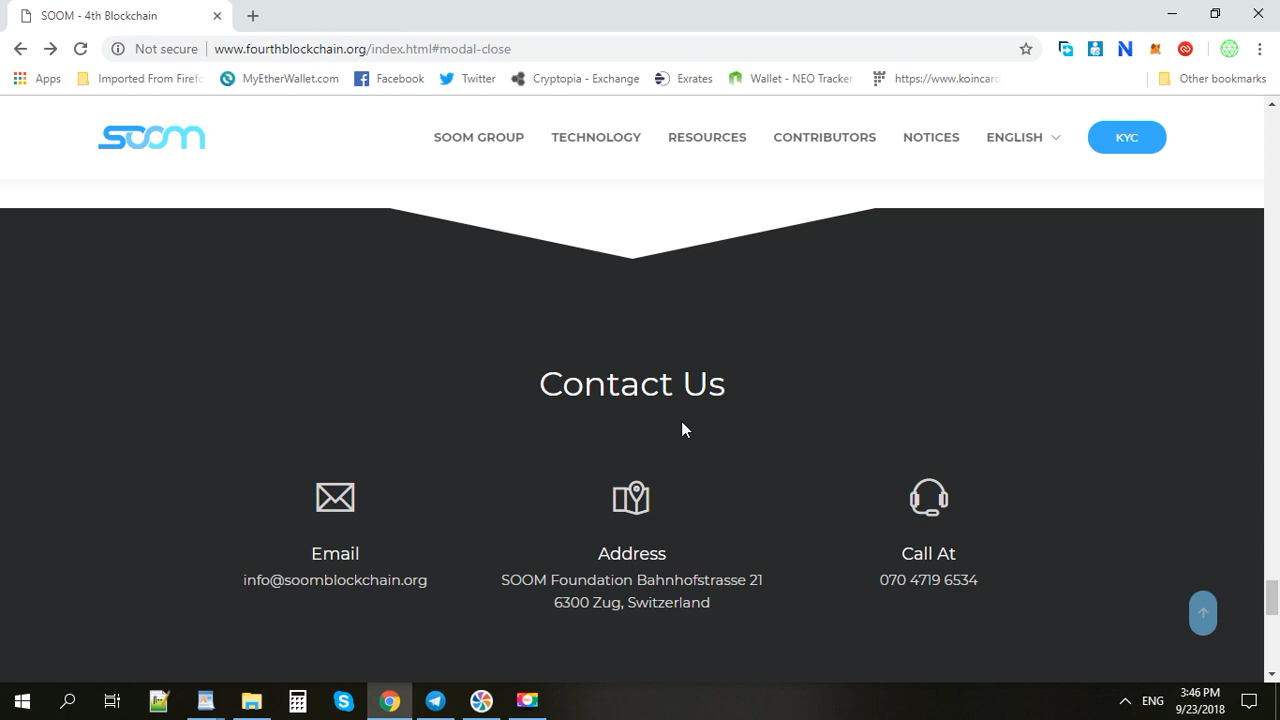 SOOM - 4th Blockchain
Not secure
www.fourthblockchain.org/index.html#modal-close
Apps
Imported From Firefo
MyEtherWallet.com
Facebook
Twitter
Cryptopia - Exchange
Exrates
Wallet - NEO Tracker
https://www.koincard
Other bookmarks
SOOM
SOOM GROUP
TECHNOLOGY
RESOURCES
CONTRIBUTORS
NOTICES
ENGLISH
KYC
Contact Us
Email
info@soomblockchain.org
Address
SOOM Foundation Bahnhofstrasse 21
6300 Zug, Switzerland
Call At
070 4719 6534
ENG
3:46 PM
9/23/2018